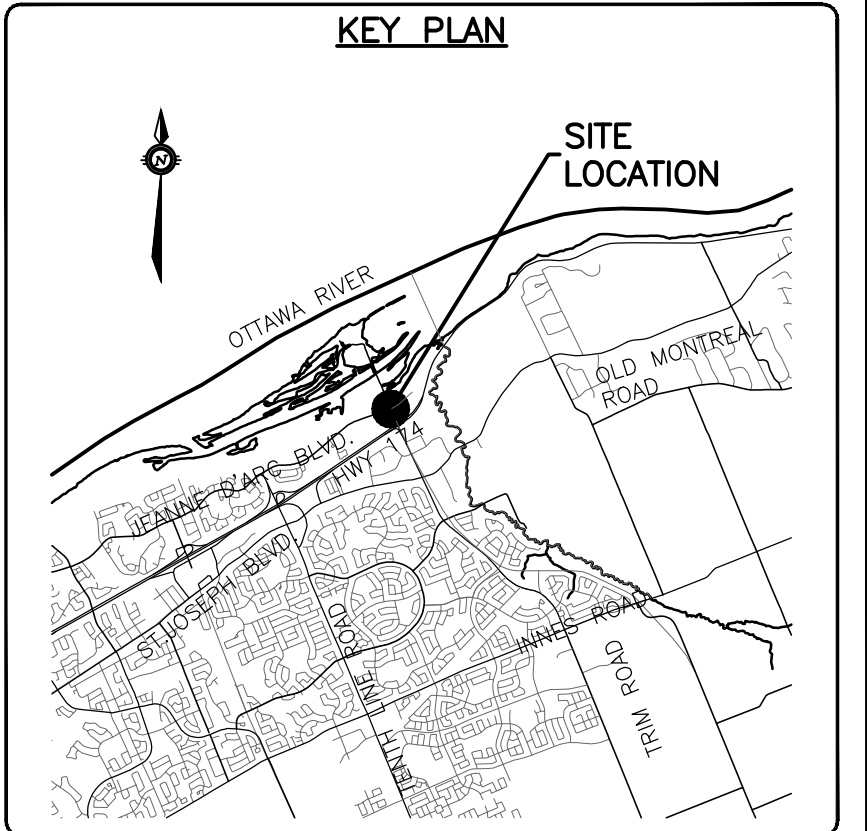 KEY PLAN
SITE
LOCATION
N
OTTAWA RIVER
OLD MONTREAL
ROAD
JEANNE D'ARC BLVD.
HWY 174
ST.JOSEPH BLVD.
TENTH LINE ROAD
INNES ROAD
TRIM ROAD